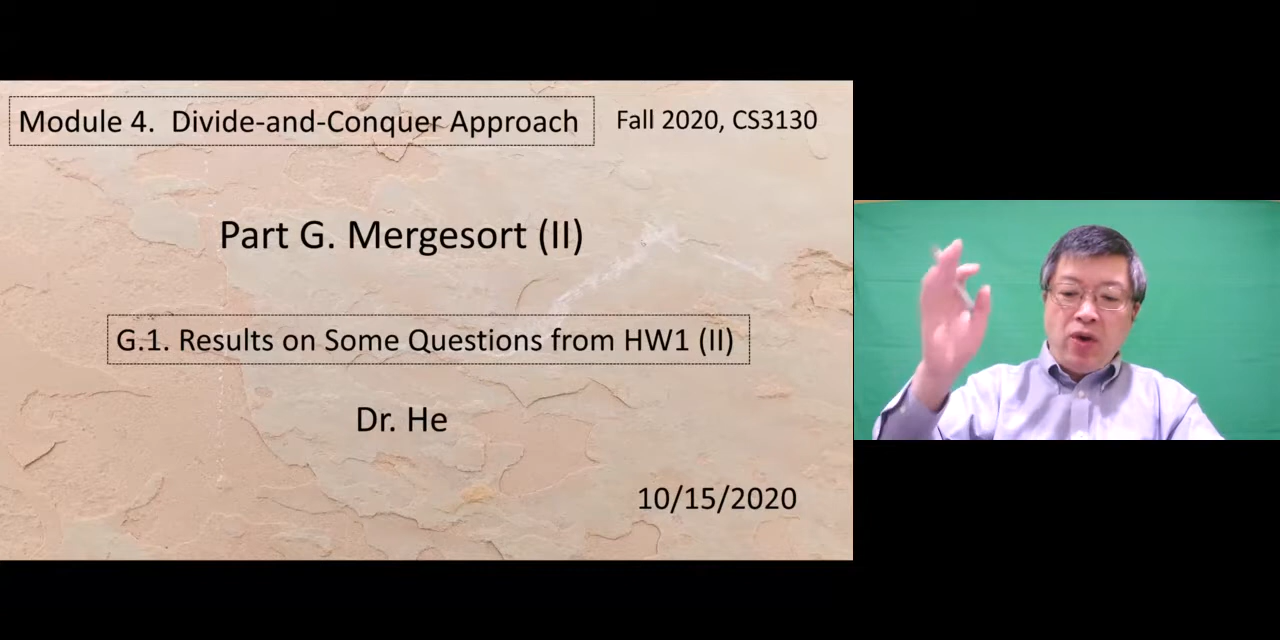 Module 4. Divide-and-Conquer Approach
Fall 2020, CS3130
Part G. Mergesort (II)
G.1. Results on Some Questions from HW1 (II)
Dr. He
10/15/2020